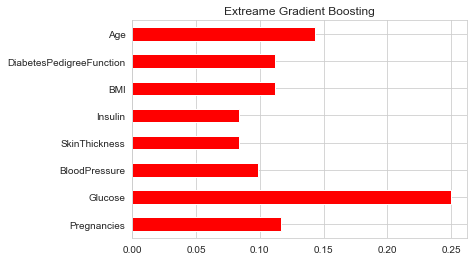 Extreame Gradient Boosting
Age
DiabetesPedigreeFunction
BMI
Insulin
SkinThickness
BloodPressure
Glucose
Pregnancies
0.00 0.05 0.10 0.15 0.20 0.25